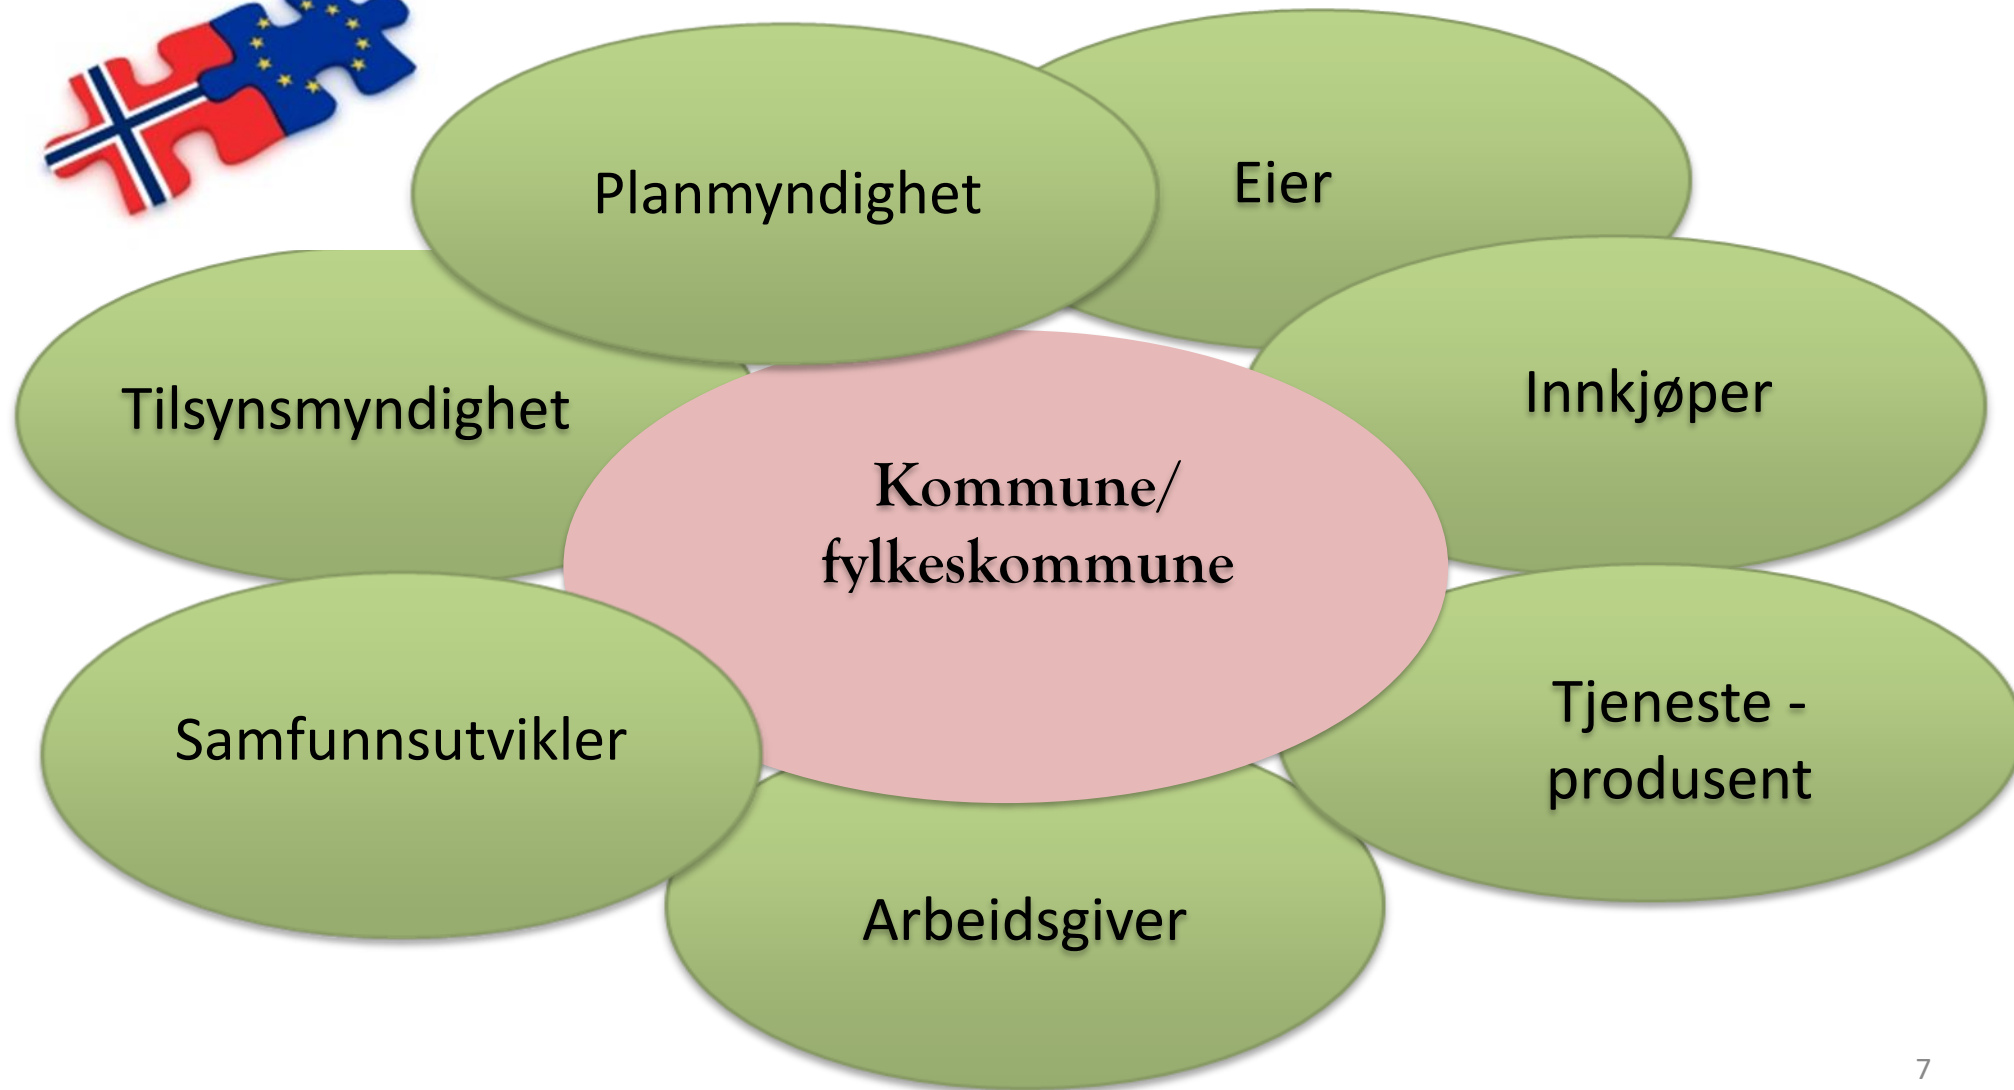 Planmyndighet
Eier
Tilsynsmyndighet
Innkjøper
Kommune/
fylkeskommune
Samfunnsutvikler
Tjeneste -
produsent
Arbeidsgiver
7